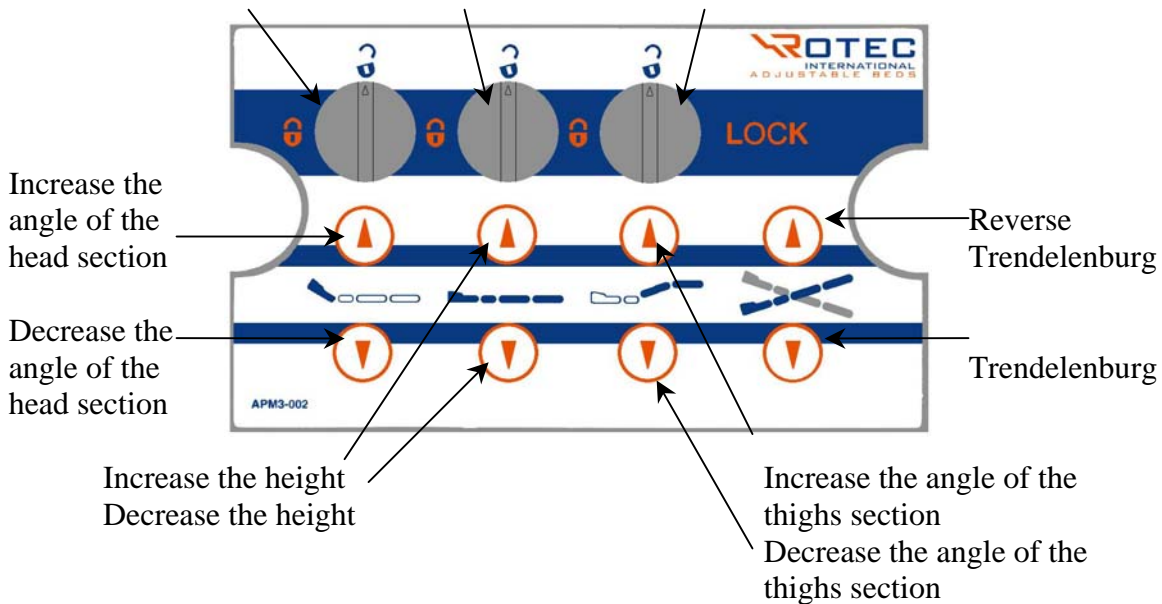 ROTEC
INTERNATIONAL
ADJUSTABLE BEDS
LOCK
Increase the
angle of the
head section
Reverse
Trendelenburg
Decrease the
angle of the
head section
Trendelenburg
APM3-002
Increase the height
Decrease the height
Increase the angle of the
thighs section
Decrease the angle of the
thighs section